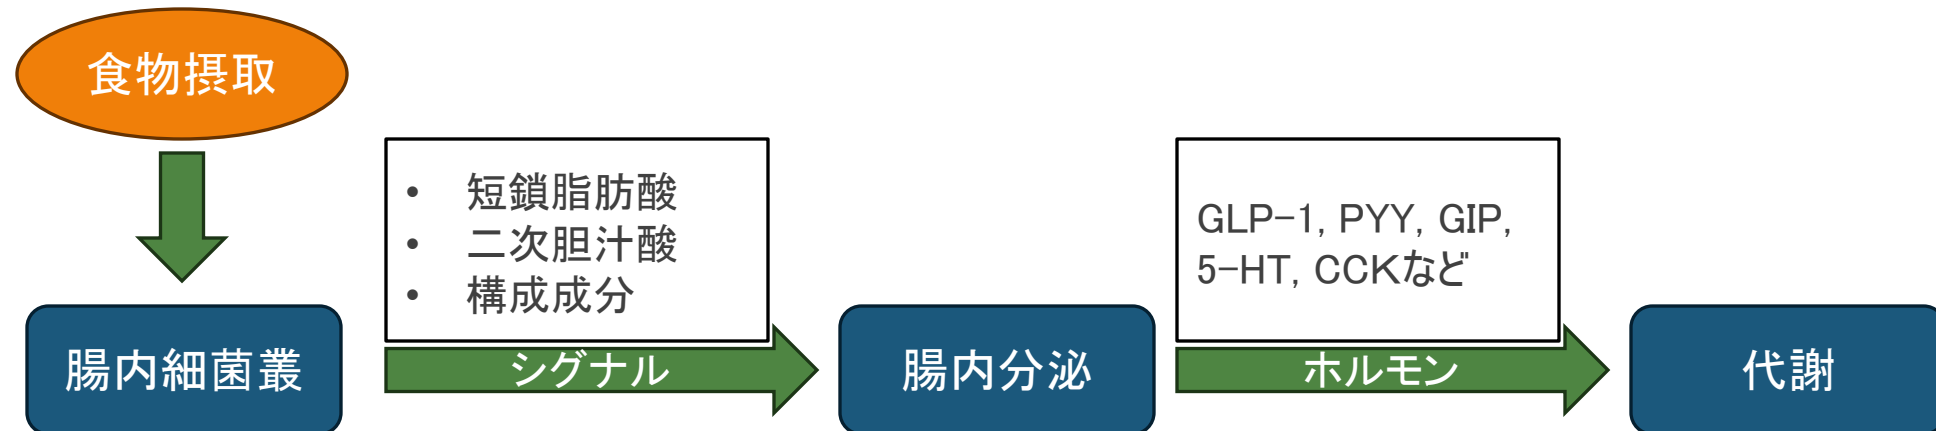 食物摂取
• 短鎖脂肪酸
• 二次胆汁酸
• 構成成分
GLP-1, PYY, GIP,
5-HT, CCKなど
腸内細菌叢
シグナル
腸内分泌
ホルモン
代謝